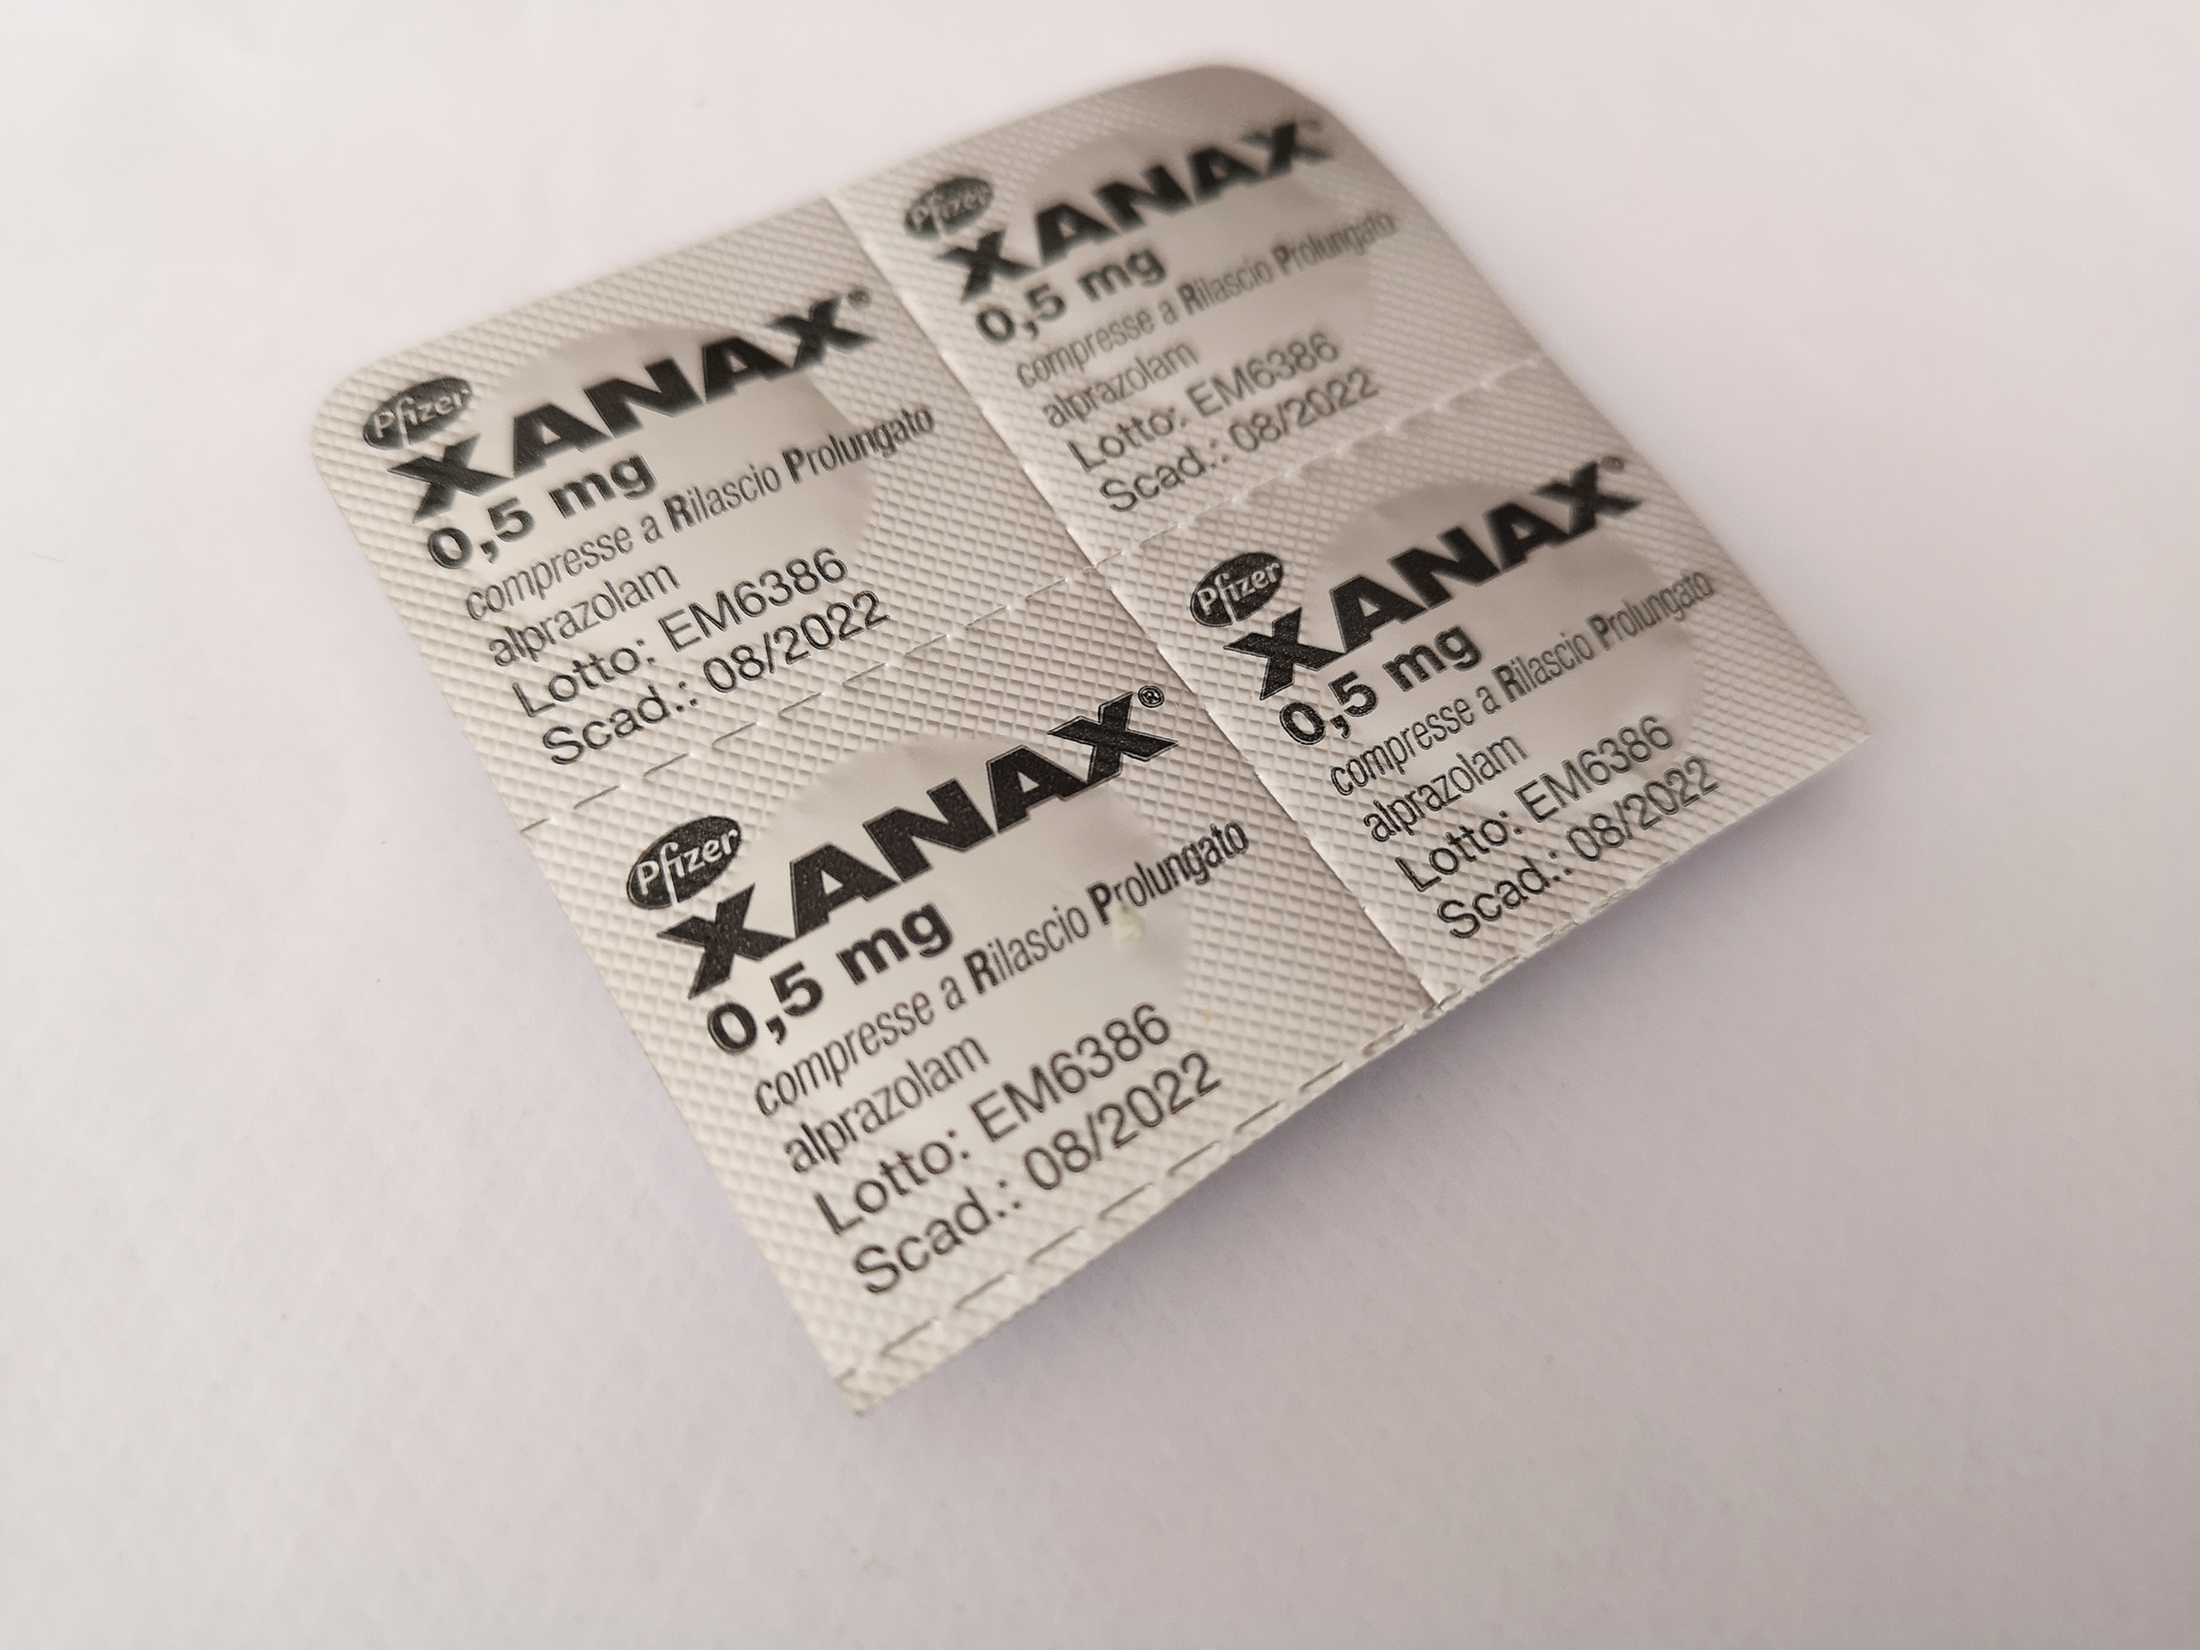 Pfizer
XANAX®
0,5 mg
compresse a Rilascio Prolungato
alprazolam
Lotto: EM6386
Scad.: 08/2022
Pfizer
XANAX®
0,5 mg
compresse a Rilascio Prolungato
alprazolam
Lotto: EM6386
Scad.: 08/2022
Pfizer
XANAX®
0,5 mg
compresse a Rilascio Prolungato
alprazolam
Lotto: EM6386
Scad.: 08/2022
Pfizer
XANAX®
0,5 mg
compresse a Rilascio Prolungato
alprazolam
Lotto: EM6386
Scad.: 08/2022